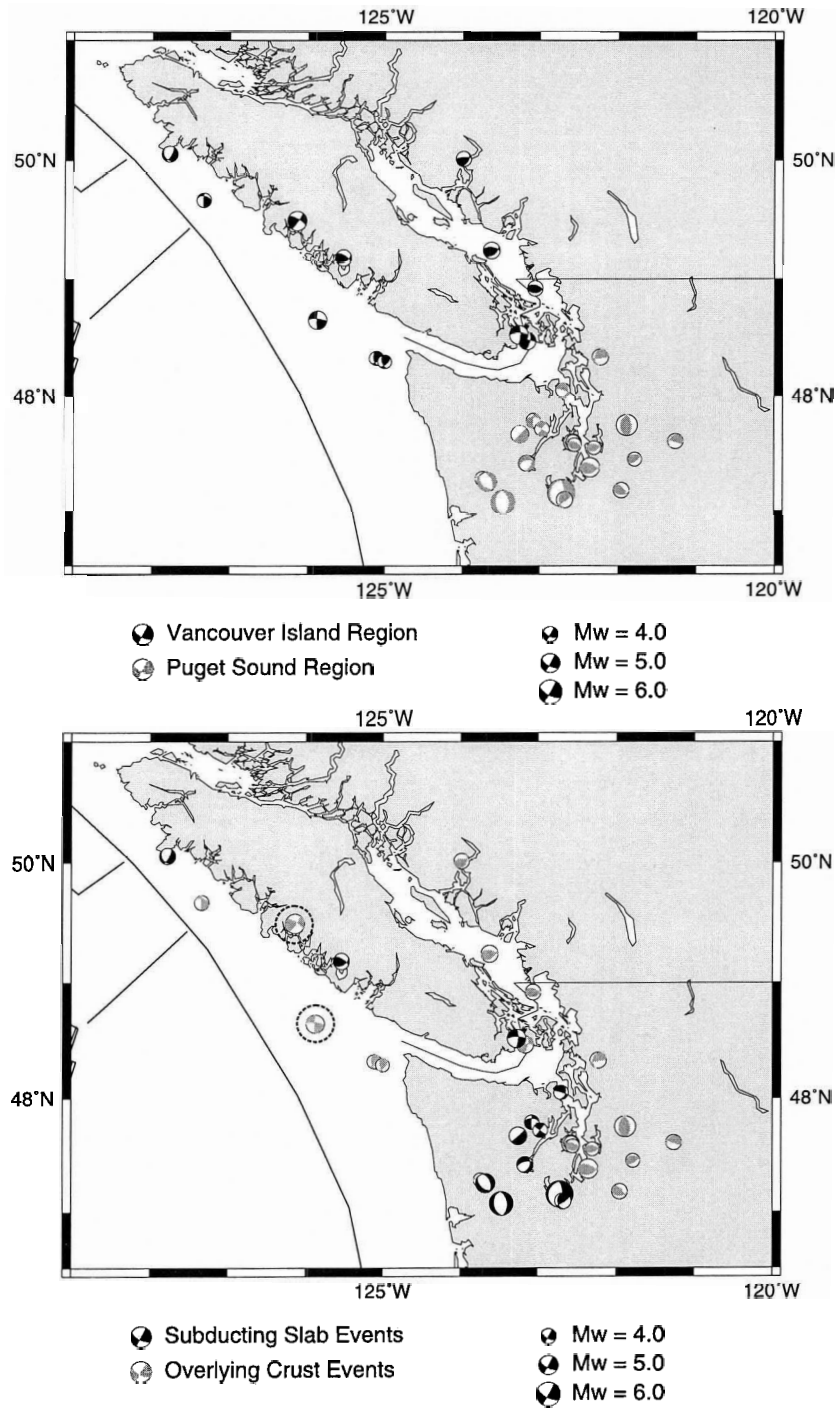 125˚W 120˚W
50˚N 50˚N
48˚N 48˚N
125˚W 120˚W
Vancouver Island Region Mw = 4.0
Puget Sound Region Mw = 5.0
Mw = 6.0
125˚W 120˚W
50˚N 50˚N
48˚N 48˚N
125˚W 120˚W
Subducting Slab Events Mw = 4.0
Overlying Crust Events Mw = 5.0
Mw = 6.0